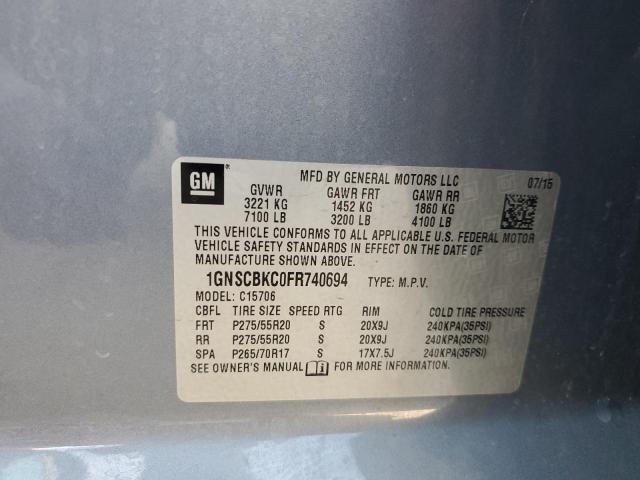 GM
MFD BY GENERAL MOTORS LLC
07/15
GVWR GAWR FRT GAWR RR
3221 KG 1452 KG 1860 KG
7100 LB 3200 LB 4100 LB
THIS VEHICLE CONFORMS TO ALL APPLICABLE U.S. FEDERAL MOTOR
VEHICLE SAFETY STANDARDS IN EFFECT ON THE DATE OF
MANUFACTURE SHOWN ABOVE.
1GNSCBKC0FR740694 TYPE: M.P.V.
MODEL: C15706
CBFL TIRE SIZE SPEED RTG RIM COLD TIRE PRESSURE
FRT P275/55R20 S 20X9J 240KPA(35PSI)
RR P275/55R20 S 20X9J 240KPA(35PSI)
SPA P265/70R17 S 17X7.5J 240KPA(35PSI)
SEE OWNER'S MANUAL FOR MORE INFORMATION.